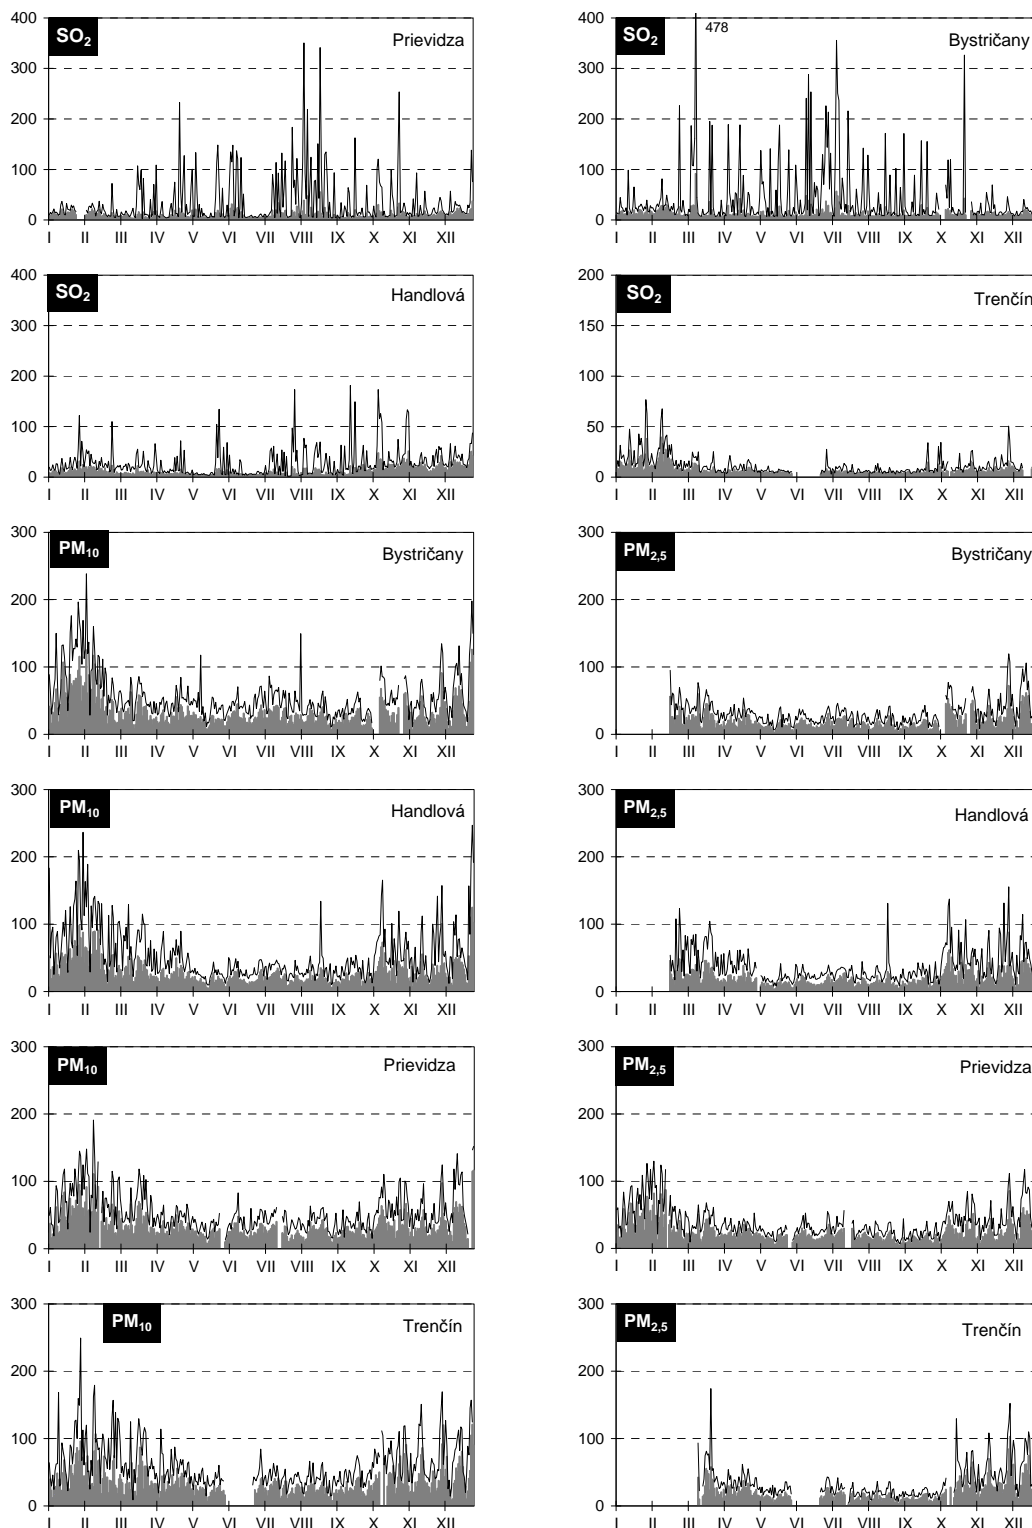 SO2 Prievidza
400
300
200
100
0
I II III IV V VI VII VIII IX X XI XII
SO2 478 Bystričany
400
300
200
100
0
I II III IV V VI VII VIII IX X XI XII
SO2 Handlová
400
300
200
100
0
I II III IV V VI VII VIII IX X XI XII
SO2 Trenčín
200
150
100
50
0
I II III IV V VI VII VIII IX X XI XII
PM10 Bystričany
300
200
100
0
I II III IV V VI VII VIII IX X XI XII
PM2,5 Bystričany
300
200
100
0
I II III IV V VI VII VIII IX X XI XII
PM10 Handlová
300
200
100
0
I II III IV V VI VII VIII IX X XI XII
PM2,5 Handlová
300
200
100
0
I II III IV V VI VII VIII IX X XI XII
PM10 Prievidza
300
200
100
0
I II III IV V VI VII VIII IX X XI XII
PM2,5 Prievidza
300
200
100
0
I II III IV V VI VII VIII IX X XI XII
PM10 Trenčín
300
200
100
0
I II III IV V VI VII VIII IX X XI XII
PM2,5 Trenčín
300
200
100
0
I II III IV V VI VII VIII IX X XI XII